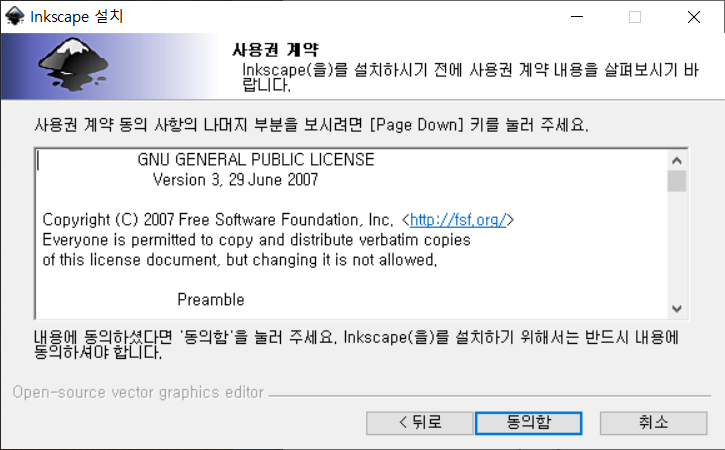 Inkscape 설치
사용권 계약
Inkscape(을)를 설치하시기 전에 사용권 계약 내용을 살펴보시기 바
랍니다.
사용권 계약 동의 사항의 나머지 부분을 보시려면 [Page Down] 키를 눌러 주세요.
GNU GENERAL PUBLIC LICENSE
Version 3, 29 June 2007
Copyright (C) 2007 Free Software Foundation, Inc. <http://fsf.org/>
Everyone is permitted to copy and distribute verbatim copies
of this license document, but changing it is not allowed.
Preamble
내용에 동의하셨다면 '동의함'을 눌러 주세요. Inkscape(을)를 설치하기 위해서는 반드시 내용에
동의하셔야 합니다.
Open-source vector graphics editor
< 뒤로 동의함 취소